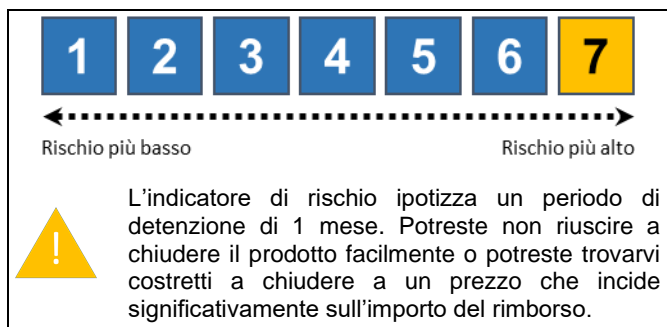 1 2 3 4 5 6 7
Rischio più basso Rischio più alto
L’indicatore di rischio ipotizza un periodo di
detenzione di 1 mese. Potreste non riuscire a
chiudere il prodotto facilmente o potreste trovarvi
costretti a chiudere a un prezzo che incide
significativamente sull’importo del rimborso.
!